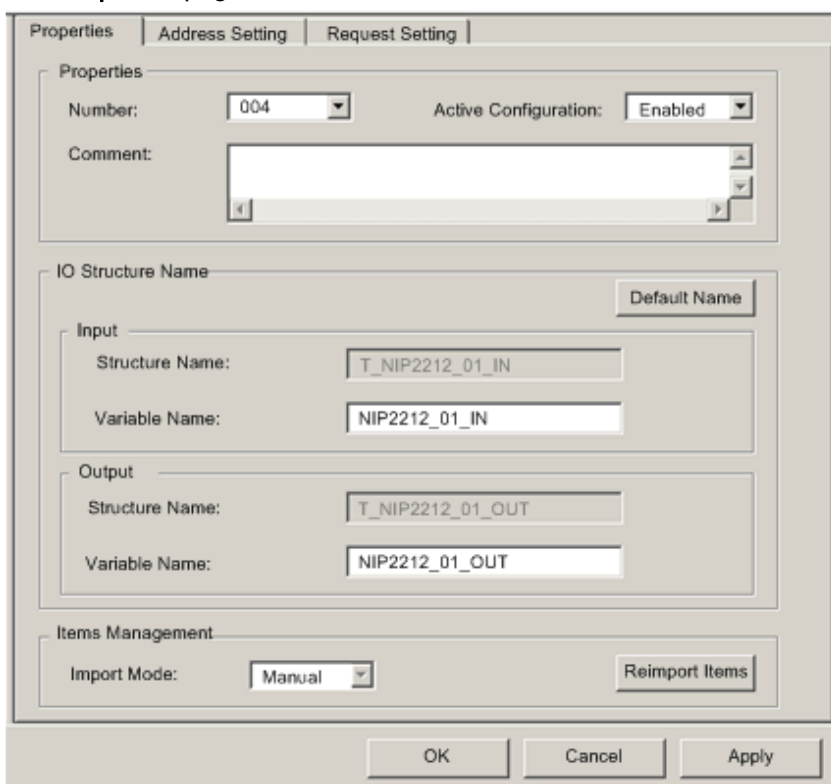 Properties Address Setting Request Setting
Properties
Number: 004 Active Configuration: Enabled
Comment:
IO Structure Name
Default Name
Input
Structure Name: T_NIP2212_01_IN
Variable Name: NIP2212_01_IN
Output
Structure Name: T_NIP2212_01_OUT
Variable Name: NIP2212_01_OUT
Items Management
Import Mode: Manual Reimport Items
OK Cancel Apply